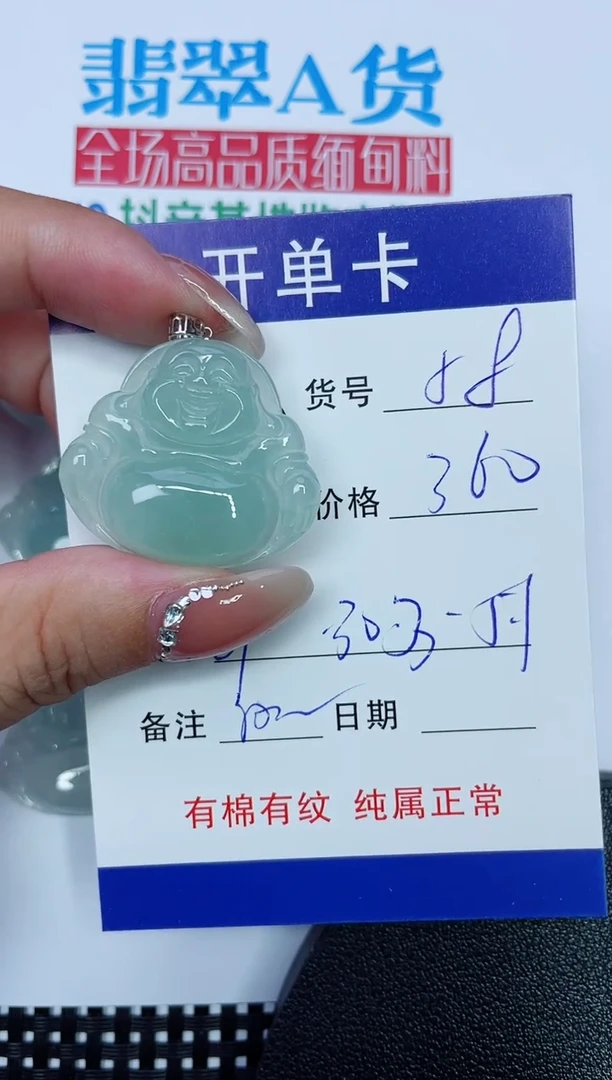 翡翠A货
全场高品质缅甸料
开单卡
货号 88
价格 360
备注 日期
有棉有纹 纯属正常